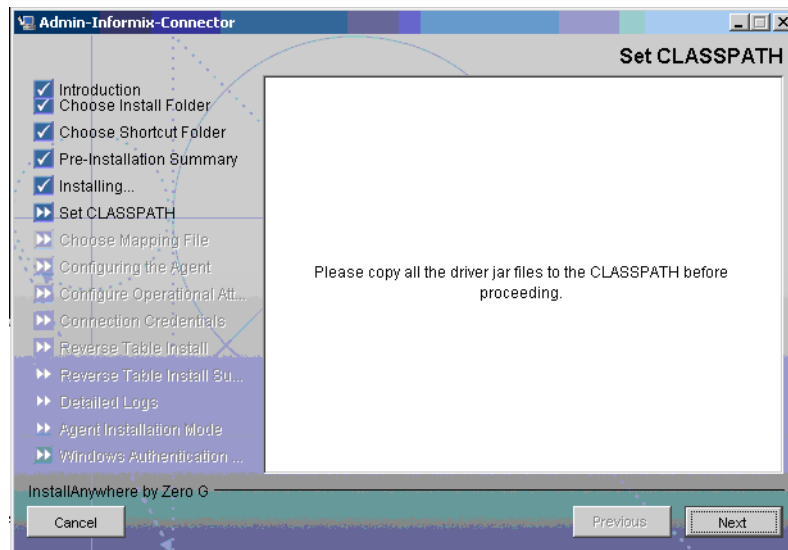 Admin-Informix-Connector
Set CLASSPATH
Introduction
Choose Install Folder
Choose Shortcut Folder
Pre-Installation Summary
Installing...
Set CLASSPATH
Choose Mapping File
Configuring the Agent
Configure Operational Att...
Connection Credentials
Reverse Table Install
Reverse Table Install Su...
Detailed Logs
Agent Installation Mode
Windows Authentication ...
Please copy all the driver jar files to the CLASSPATH before
proceeding.
InstallAnywhere by Zero G
Cancel
Previous
Next